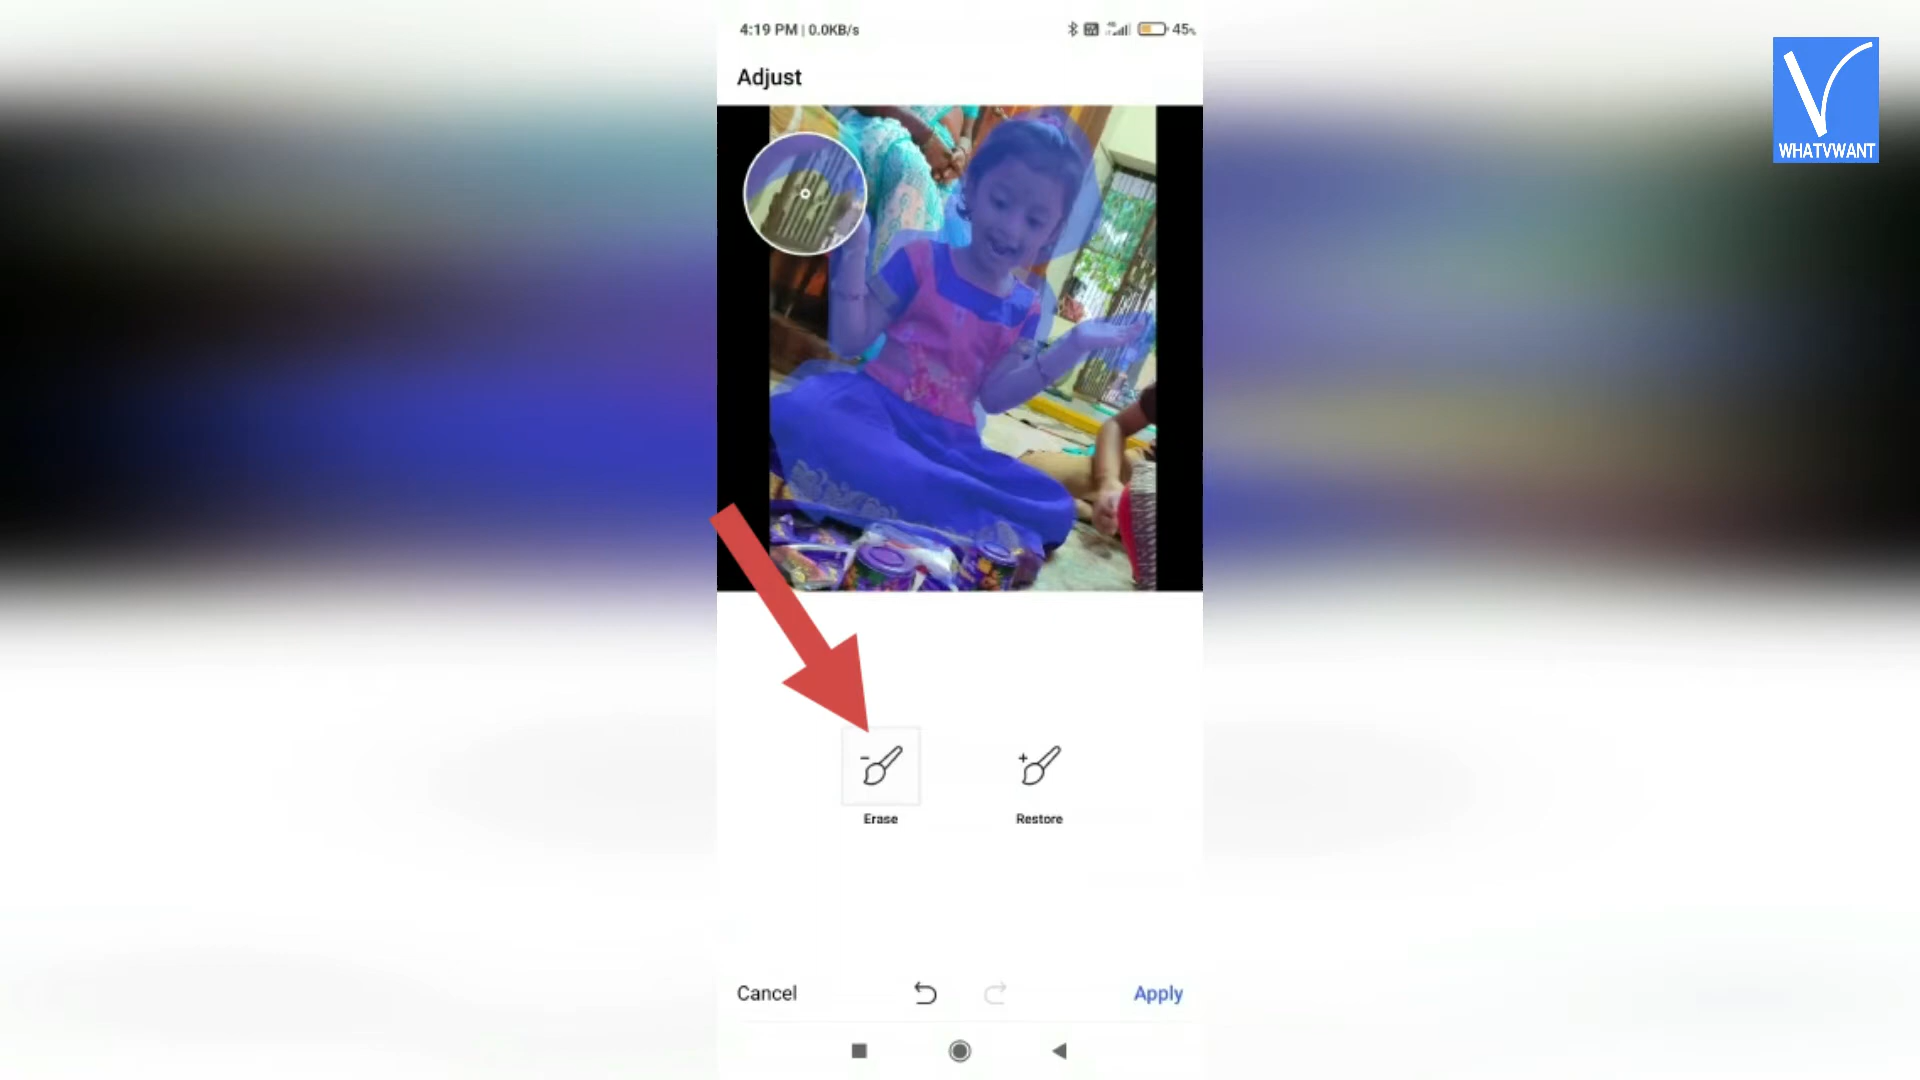 4:19 PM | 0.0KB/s
45%
Adjust
WHATVWANT
Erase
Restore
Cancel
Apply